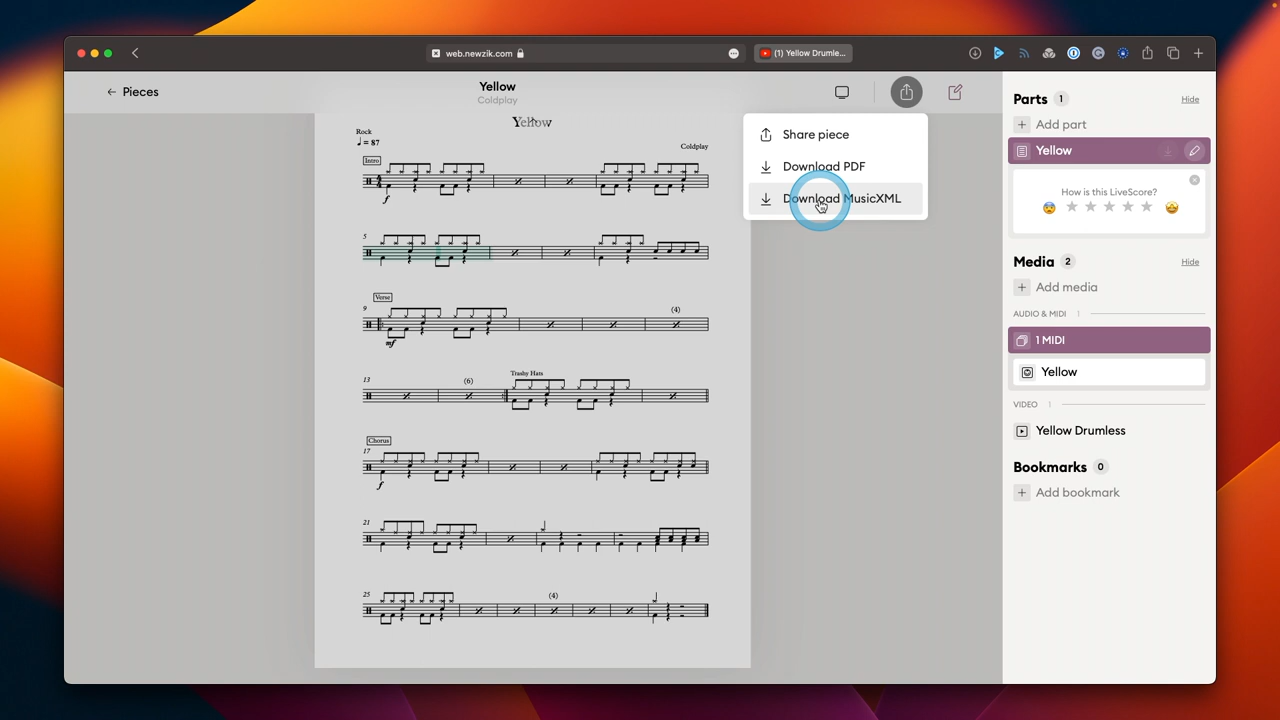 web.newzik.com
(1) Yellow Drumle...
Pieces
Yellow
Coldplay
Share piece
Download PDF
Download MusicXML
Yellow
Rock
= 87
Coldplay
Intro
f
5
Verse
9
(4)
mf
13
(6)
Trashy Hats
Chorus
17
f
21
25
(4)
Parts 1
Hide
Add part
Yellow
How is this LiveScore?
Media 2
Hide
Add media
AUDIO & MIDI 1
1 MIDI
Yellow
VIDEO 1
Yellow Drumless
Bookmarks 0
Add bookmark